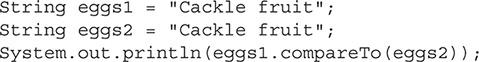 String eggs1 = "Cackle fruit";
String eggs2 = "Cackle fruit";
System.out.println(eggs1.compareTo(eggs2));